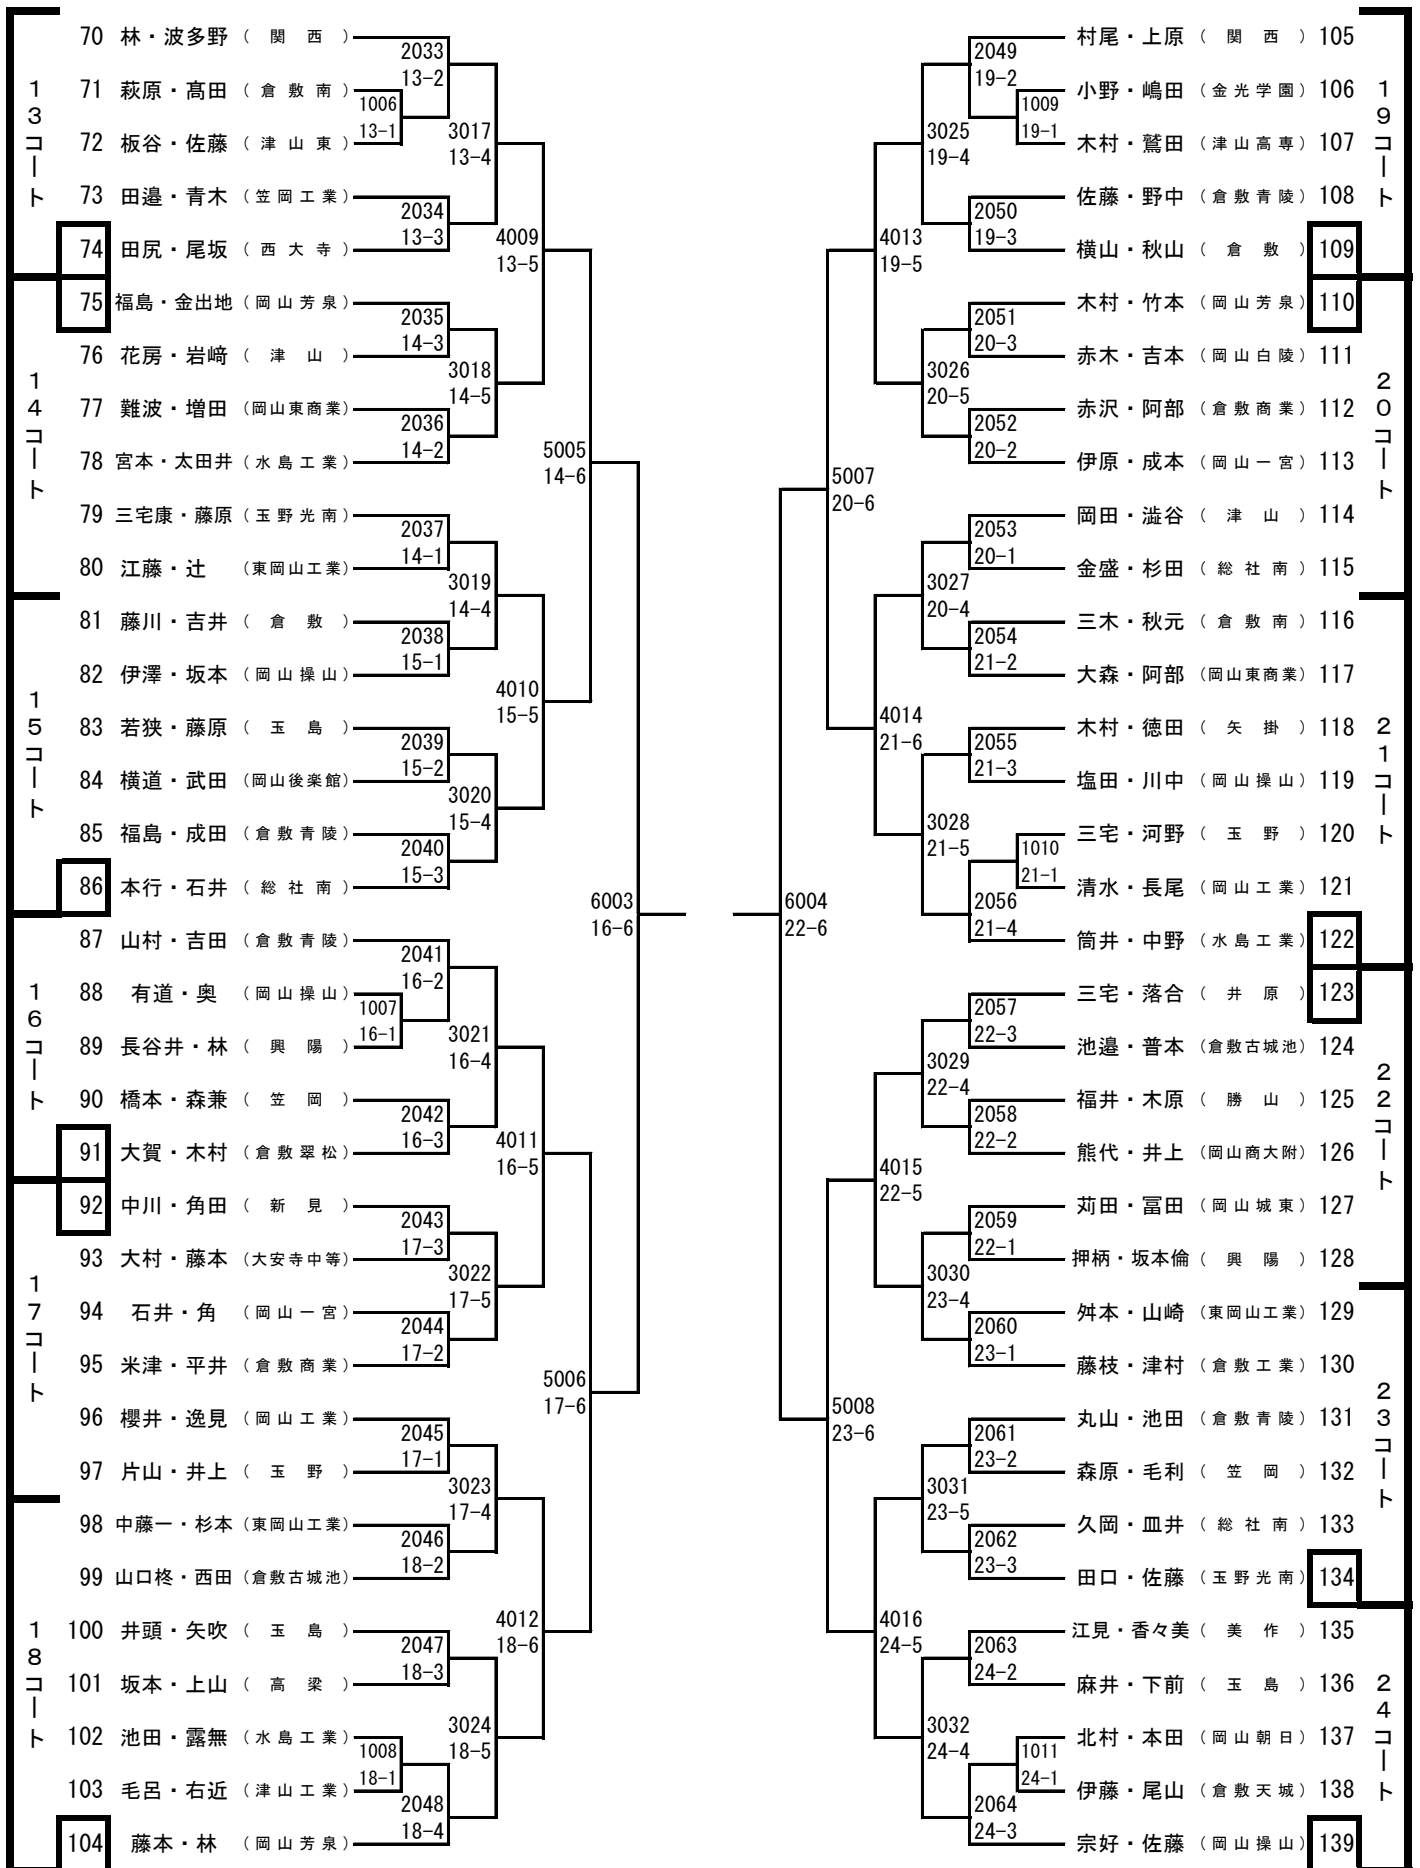 13コート
70 林・波多野 （ 関 西 ）
71 萩原・髙田 （ 倉 敷 南 ）
72 板谷・佐藤 （ 津 山 東 ）
73 田邉・青木 （ 笠 岡 工 業 ）
74 田尻・尾坂 （ 西 大 寺 ）
14コート
75 福島・金出地 （ 岡 山 芳 泉 ）
76 花房・岩﨑 （ 津 山 ）
77 難波・増田 （岡山東商業）
78 宮本・太田井 （ 水 島 工 業 ）
79 三宅康・藤原 （ 玉 野 光 南 ）
80 江藤・辻 （東岡山工業）
15コート
81 藤川・吉井 （ 倉 敷 ）
82 伊澤・坂本 （ 岡 山 操 山 ）
83 若狭・藤原 （ 玉 島 ）
84 横道・武田 （岡山後楽館）
85 福島・成田 （ 倉 敷 青 陵 ）
86 本行・石井 （ 総 社 南 ）
16コート
87 山村・吉田 （ 倉 敷 青 陵 ）
88 有道・奥 （ 岡 山 操 山 ）
89 長谷井・林 （ 興 陽 ）
90 橋本・森兼 （ 笠 岡 ）
91 大賀・木村 （ 倉 敷 翠 松 ）
17コート
92 中川・角田 （ 新 見 ）
93 大村・藤本 （大安寺中等）
94 石井・角 （ 岡 山 一 宮 ）
95 米津・平井 （ 倉 敷 商 業 ）
96 櫻井・逸見 （ 岡 山 工 業 ）
97 片山・井上 （ 玉 野 ）
18コート
98 中藤一・杉本 （東岡山工業）
99 山口柊・西田 （倉敷古城池）
100 井頭・矢吹 （ 玉 島 ）
101 坂本・上山 （ 高 梁 ）
102 池田・露無 （ 水 島 工 業 ）
103 毛呂・右近 （ 津 山 工 業 ）
104 藤本・林 （ 岡 山 芳 泉 ）
1006
13-1
1007
16-1
1008
18-1
2033
13-2
2034
13-3
2035
14-3
2036
14-2
2037
14-1
2038
15-1
2039
15-2
2040
15-3
2041
16-2
2042
16-3
2043
17-3
2044
17-2
2045
17-1
2046
18-2
2047
18-3
2048
18-4
3017
13-4
3018
14-5
3019
14-4
3020
15-4
3021
16-4
3022
17-5
3023
17-4
3024
18-5
4009
13-5
4010
15-5
4011
16-5
4012
18-6
5005
14-6
5006
17-6
6003
16-6
6004
22-6
5007
20-6
5008
23-6
4013
19-5
4014
21-6
4015
22-5
4016
24-5
3025
19-4
3026
20-5
3027
20-4
3028
21-5
3029
22-4
3030
23-4
3031
23-5
3032
24-4
2049
19-2
2050
19-3
2051
20-3
2052
20-2
2053
20-1
2054
21-2
2055
21-3
2056
21-4
2057
22-3
2058
22-2
2059
22-1
2060
23-1
2061
23-2
2062
23-3
2063
24-2
2064
24-3
1009
19-1
1010
21-1
1011
24-1
19コート
村尾・上原 （ 関 西 ） 105
小野・嶋田 （ 金 光 学 園 ） 106
木村・鷲田 （ 津 山 高 専 ） 107
佐藤・野中 （ 倉 敷 青 陵 ） 108
横山・秋山 （ 倉 敷 ） 109
20コート
木村・竹本 （ 岡 山 芳 泉 ） 110
赤木・吉本 （ 岡 山 白 陵 ） 111
赤沢・阿部 （ 倉 敷 商 業 ） 112
伊原・成本 （ 岡 山 一 宮 ） 113
岡田・澁谷 （ 津 山 ） 114
金盛・杉田 （ 総 社 南 ） 115
21コート
三木・秋元 （ 倉 敷 南 ） 116
大森・阿部 （岡山東商業） 117
木村・徳田 （ 矢 掛 ） 118
塩田・川中 （ 岡 山 操 山 ） 119
三宅・河野 （ 玉 野 ） 120
清水・長尾 （ 岡 山 工 業 ） 121
筒井・中野 （ 水 島 工 業 ） 122
22コート
三宅・落合 （ 井 原 ） 123
池邉・普本 （倉敷古城池） 124
福井・木原 （ 勝 山 ） 125
熊代・井上 （岡山商大附） 126
苅田・冨田 （ 岡 山 城 東 ） 127
押柄・坂本倫 （ 興 陽 ） 128
23コート
舛本・山崎 （東岡山工業） 129
藤枝・津村 （ 倉 敷 工 業 ） 130
丸山・池田 （ 倉 敷 青 陵 ） 131
森原・毛利 （ 笠 岡 ） 132
久岡・皿井 （ 総 社 南 ） 133
田口・佐藤 （ 玉 野 光 南 ） 134
24コート
江見・香々美 （ 美 作 ） 135
麻井・下前 （ 玉 島 ） 136
北村・本田 （ 岡 山 朝 日 ） 137
伊藤・尾山 （ 倉 敷 天 城 ） 138
宗好・佐藤 （ 岡 山 操 山 ） 139